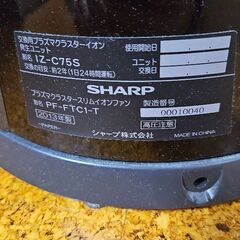 交換用プラズマクラスターイオン
発生ユニット
形名 IZ-C75S
交換の目安：約2年（1日24時間運転）
使用開始日
ユニット
交換日
SHARP
プラズマクラスタースリムイオンファン
形名 PF-FTC1-T
2013年製
製造番号
00010040
高圧注意
シャープ株式会社
MADE IN CHINA